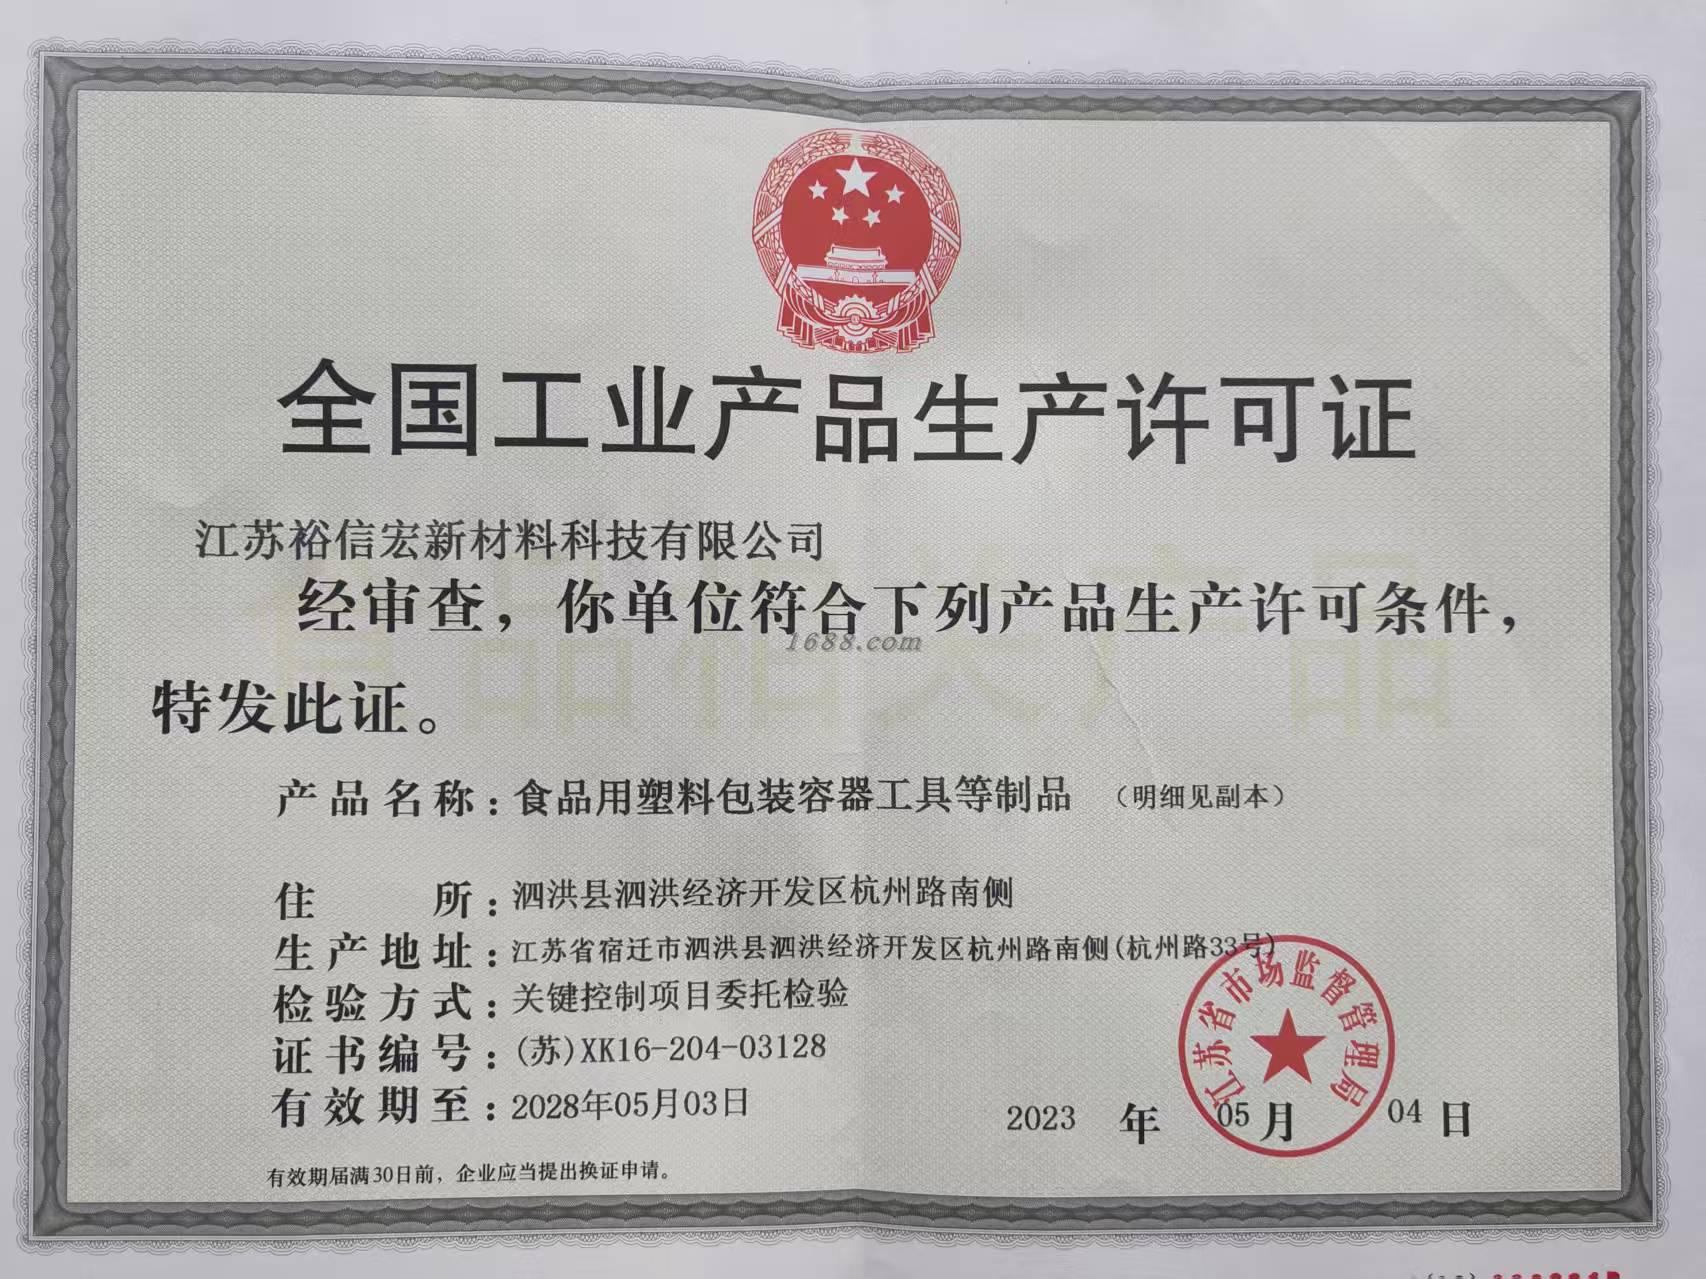 全国工业产品生产许可证
江苏裕信宏新材料科技有限公司
经审查，你单位符合下列产品生产许可条件，
1688.com
特发此证。
产品名称：食品用塑料包装容器工具等制品 （明细见副本）
住所：泗洪县泗洪经济开发区杭州路南侧
生产地址：江苏省宿迁市泗洪县泗洪经济开发区杭州路南侧(杭州路33号)
检验方式：关键控制项目委托检验
证书编号：(苏)XK16-204-03128
有效期至：2028年05月03日
江苏省市场监督管理局
2023 年 05 月 04 日
有效期届满30日前，企业应当提出换证申请。